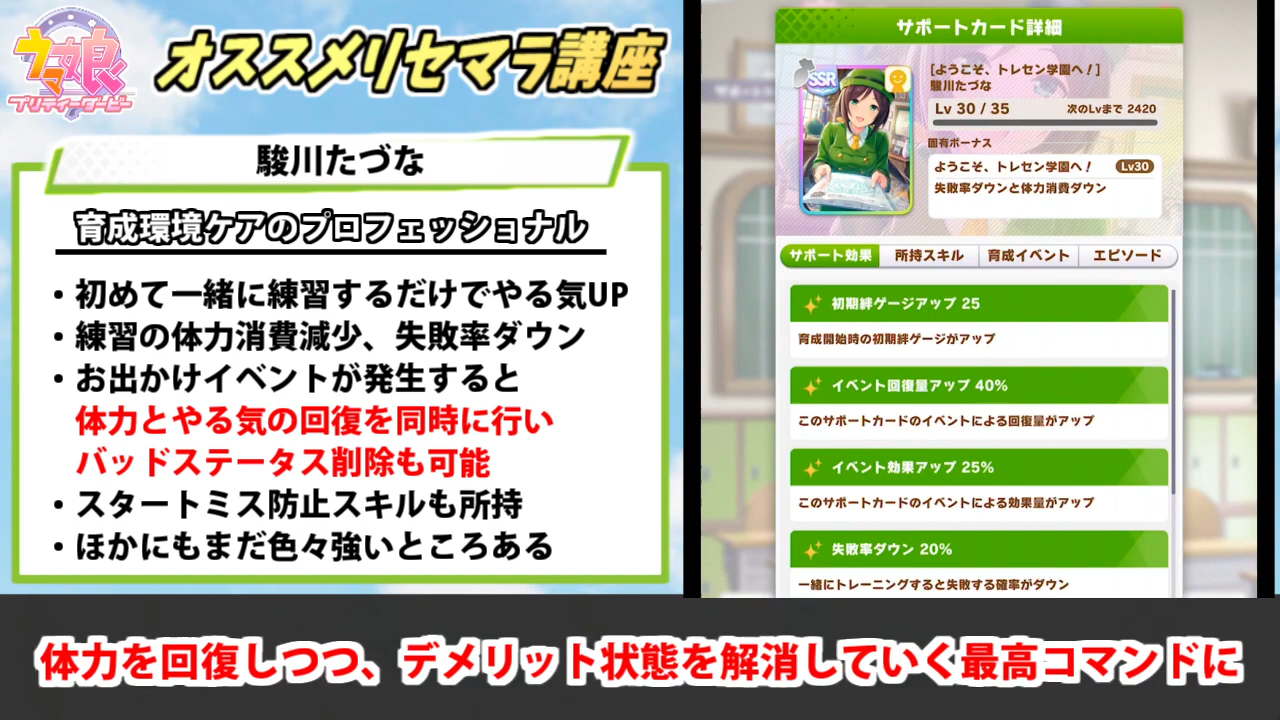 ウマ娘
プリティーダービー
オススメリセマラ講座
駿川たづな
育成環境ケアのプロフェッショナル
・初めて一緒に練習するだけでやる気UP
・練習の体力消費減少、失敗率ダウン
・お出かけイベントが発生すると
体力とやる気の回復を同時に行い
バッドステータス削除も可能
・スタートミス防止スキルも所持
・ほかにもまだ色々強いところある
サポートカード詳細
SSR
[ようこそ、トレセン学園へ!]
駿川たづな
Lv 30 / 35 次のLvまで 2420
固有ボーナス
ようこそ、トレセン学園へ! Lv30
失敗率ダウンと体力消費ダウン
サポート効果 所持スキル 育成イベント エピソード
初期絆ゲージアップ 25
育成開始時の初期絆ゲージがアップ
イベント回復量アップ 40%
このサポートカードのイベントによる回復量がアップ
イベント効果アップ 25%
このサポートカードのイベントによる効果量がアップ
失敗率ダウン 20%
一緒にトレーニングすると失敗する確率がダウン
体力を回復しつつ、デメリット状態を解消していく最高コマンドに